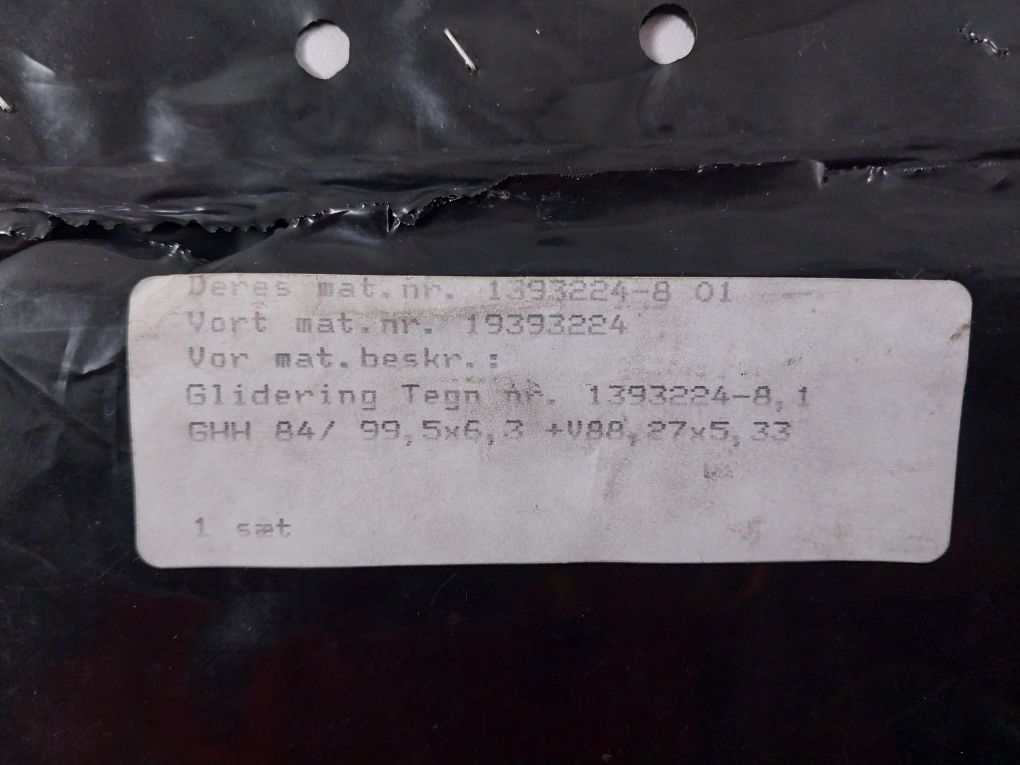 Deres mat.nr. 1393224-8 01
Vort mat.nr. 19393224
Vor mat.beskr.:
Glidering Tegn nr. 1393224-8,1
GHH 84/ 99,5x6,3 +V88,27x5,33
1 sæt